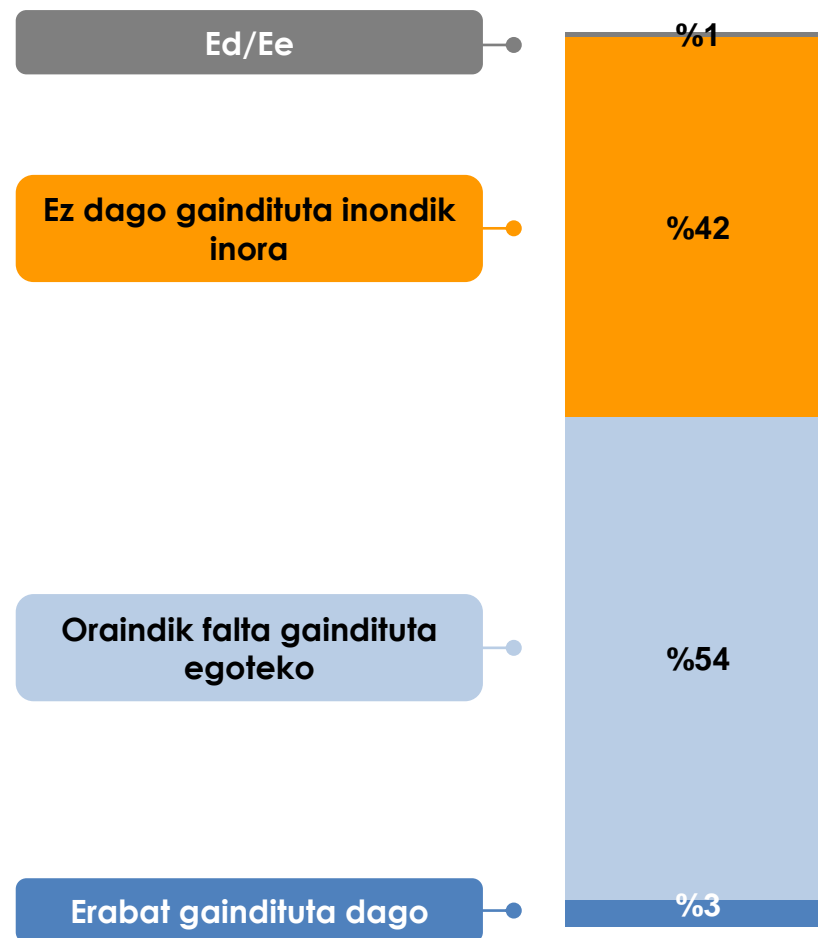 Ed/Ee
%1
Ez dago gaindituta inondik
inora
%42
Oraindik falta gaindituta
egoteko
%54
Erabat gaindituta dago
%3